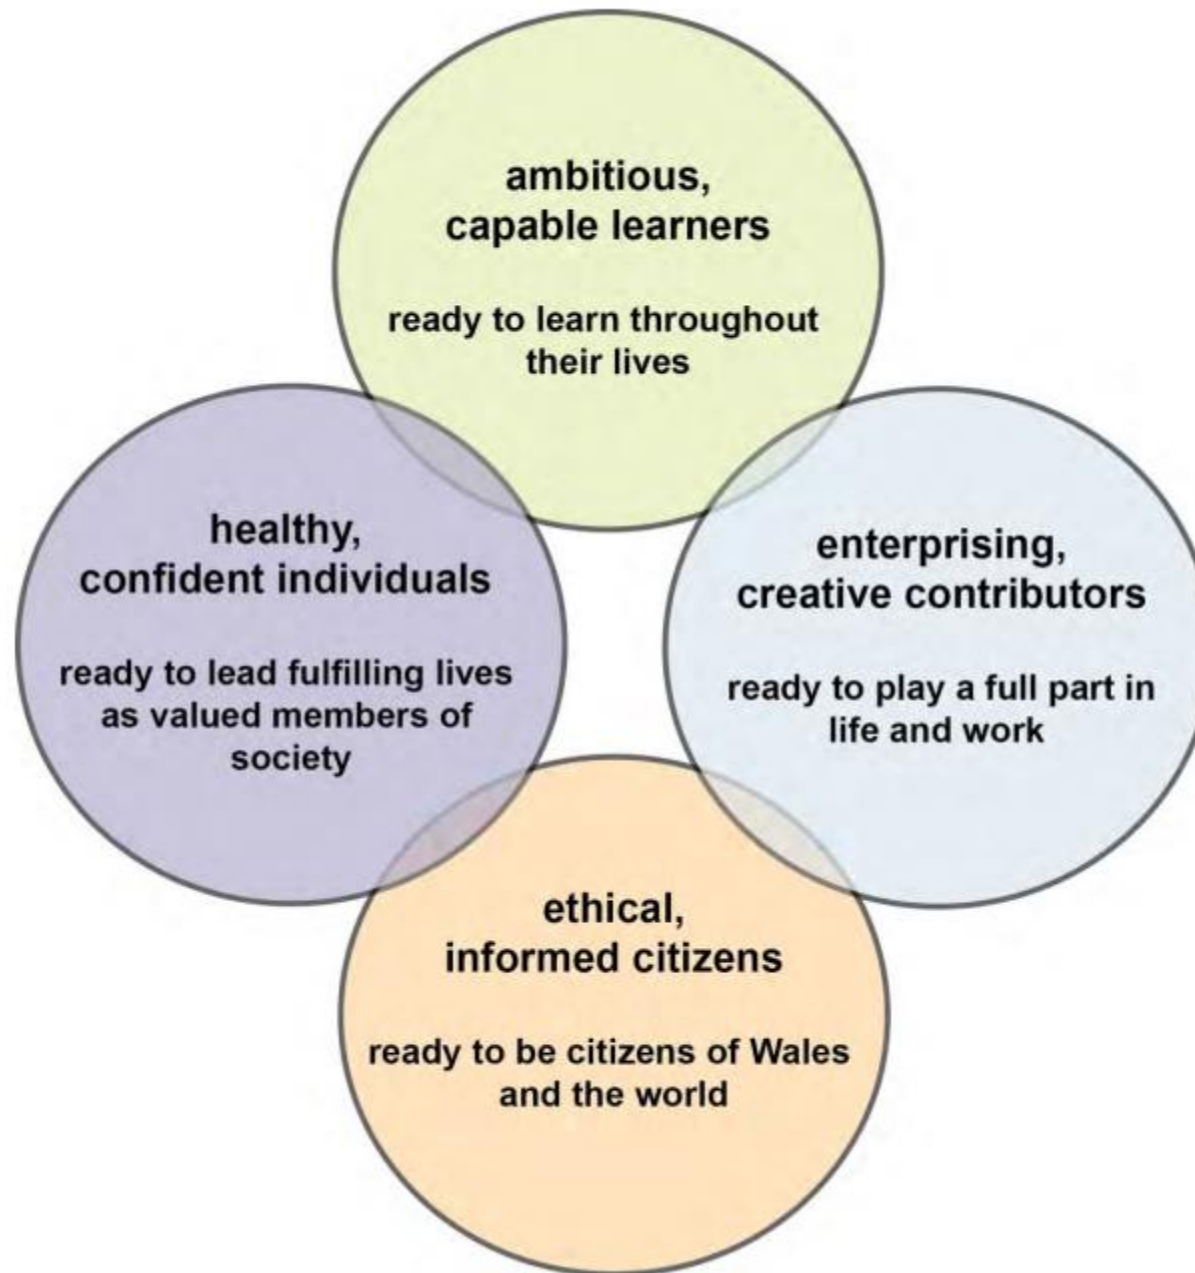 ambitious,
capable learners
ready to learn throughout
their lives
healthy,
confident individuals
ready to lead fulfilling lives
as valued members of
society
enterprising,
creative contributors
ready to play a full part in
life and work
ethical,
informed citizens
ready to be citizens of Wales
and the world